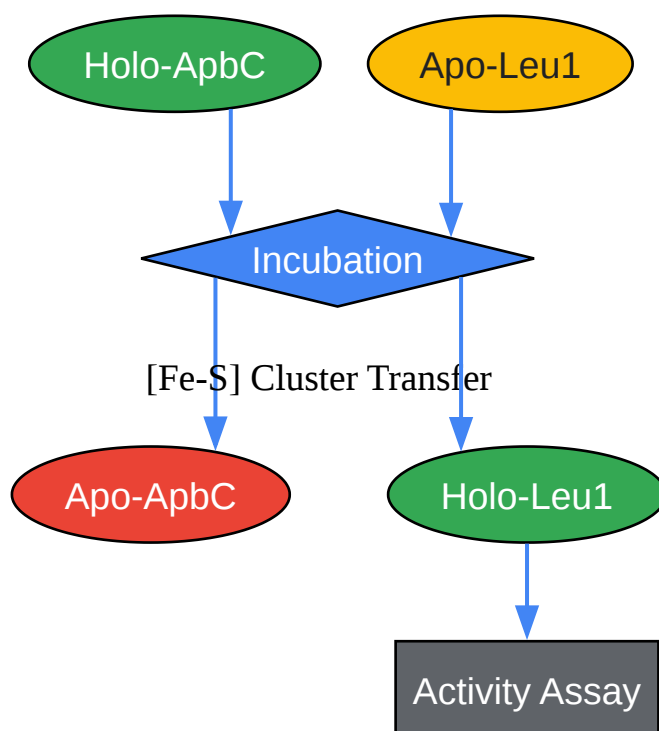 Holo-ApbC
Apo-Leu1
Incubation
[Fe-S] Cluster Transfer
Apo-ApbC
Holo-Leu1
Activity Assay